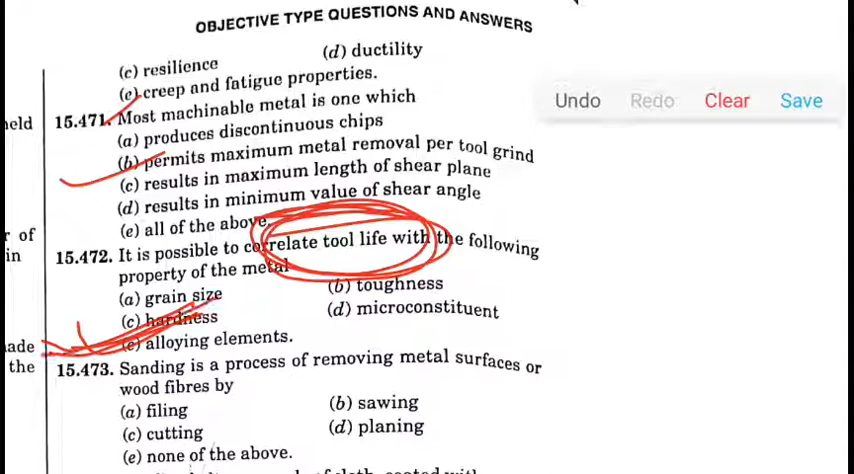 OBJECTIVE TYPE QUESTIONS AND ANSWERS
(c) resilience (d) ductility
(e) creep and fatigue properties.
Undo Redo Clear Save
held 15.471. Most machinable metal is one which
(a) produces discontinuous chips
(b) permits maximum metal removal per tool grind
(c) results in maximum length of shear plane
(d) results in minimum value of shear angle
(e) all of the above.
r of
in 15.472. It is possible to correlate tool life with the following
property of the metal
(a) grain size (b) toughness
(c) hardness (d) microconstituent
ade (e) alloying elements.
the 15.473. Sanding is a process of removing metal surfaces or
wood fibres by
(a) filing (b) sawing
(c) cutting (d) planing
(e) none of the above.